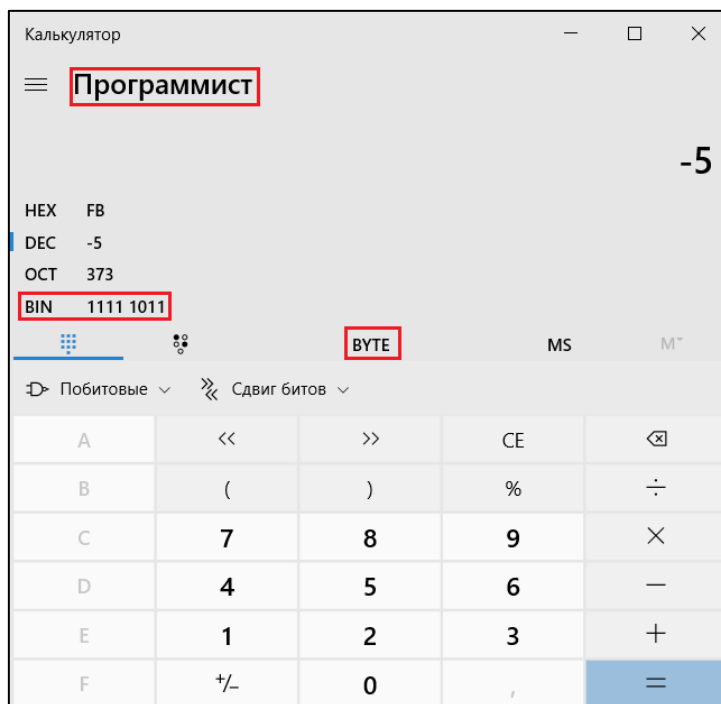 Калькулятор
Программист
-5
HEX FB
DEC -5
OCT 373
BIN 1111 1011
BYTE MS M
Побитовые Сдвиг битов
A << >> CE
B ( ) % ÷
C 7 8 9 ×
D 4 5 6 −
E 1 2 3 +
F +/− 0 , =